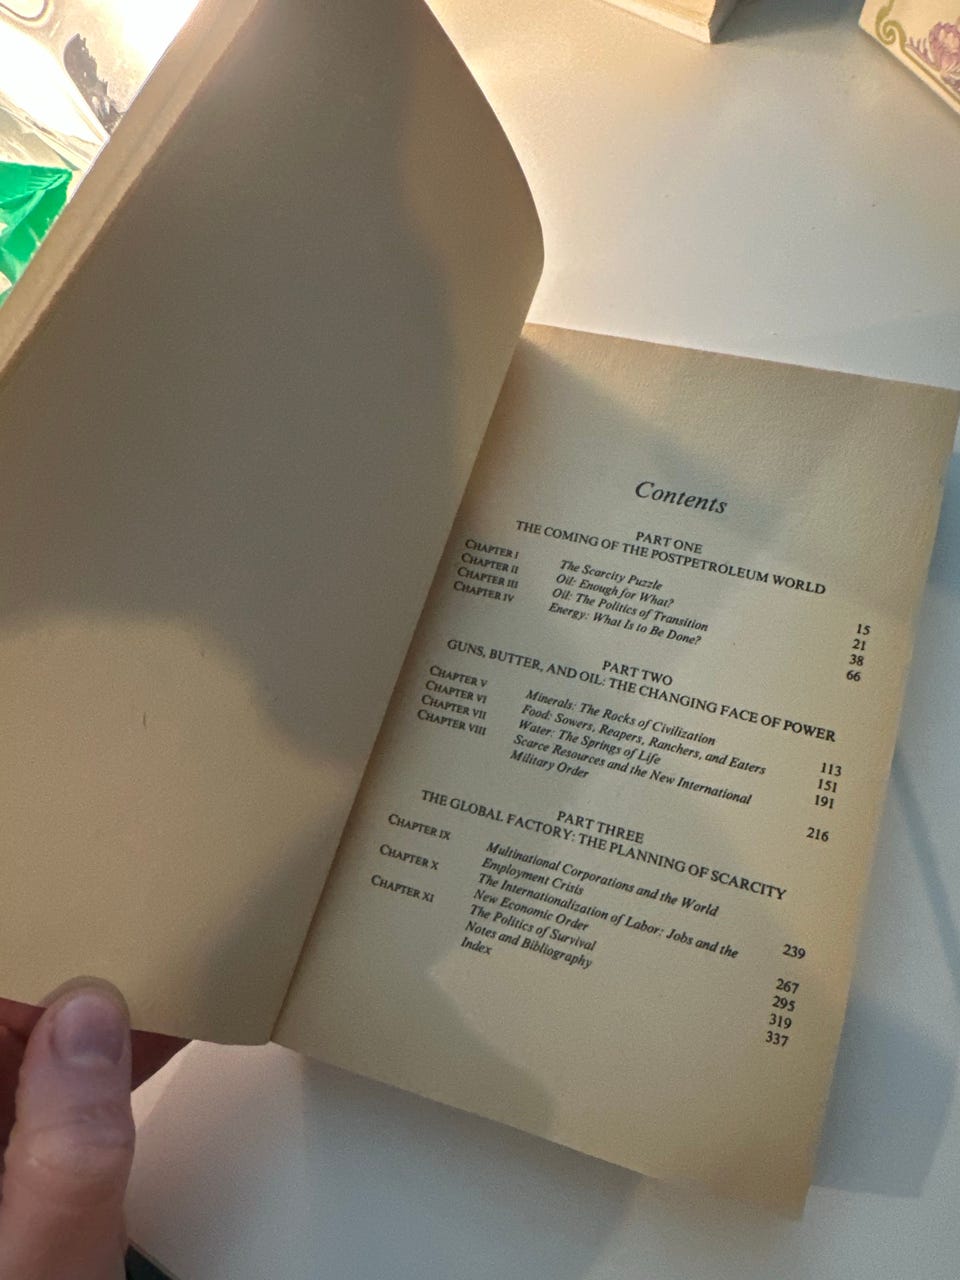 Contents
PART ONE
THE COMING OF THE POSTPETROLEUM WORLD
CHAPTER I The Scarcity Puzzle 15
CHAPTER II Oil: Enough for What? 21
CHAPTER III Oil: The Politics of Transition 38
CHAPTER IV Energy: What Is to Be Done? 66
PART TWO
GUNS, BUTTER, AND OIL: THE CHANGING FACE OF POWER
CHAPTER V Minerals: The Rocks of Civilization 113
CHAPTER VI Food: Sowers, Reapers, Ranchers, and Eaters 151
CHAPTER VII Water: The Springs of Life 191
CHAPTER VIII Scarce Resources and the New International
Military Order 216
PART THREE
THE GLOBAL FACTORY: THE PLANNING OF SCARCITY
CHAPTER IX Multinational Corporations and the World
Employment Crisis 239
CHAPTER X The Internationalization of Labor: Jobs and the
New Economic Order 267
CHAPTER XI The Politics of Survival 295
Notes and Bibliography 319
Index 337